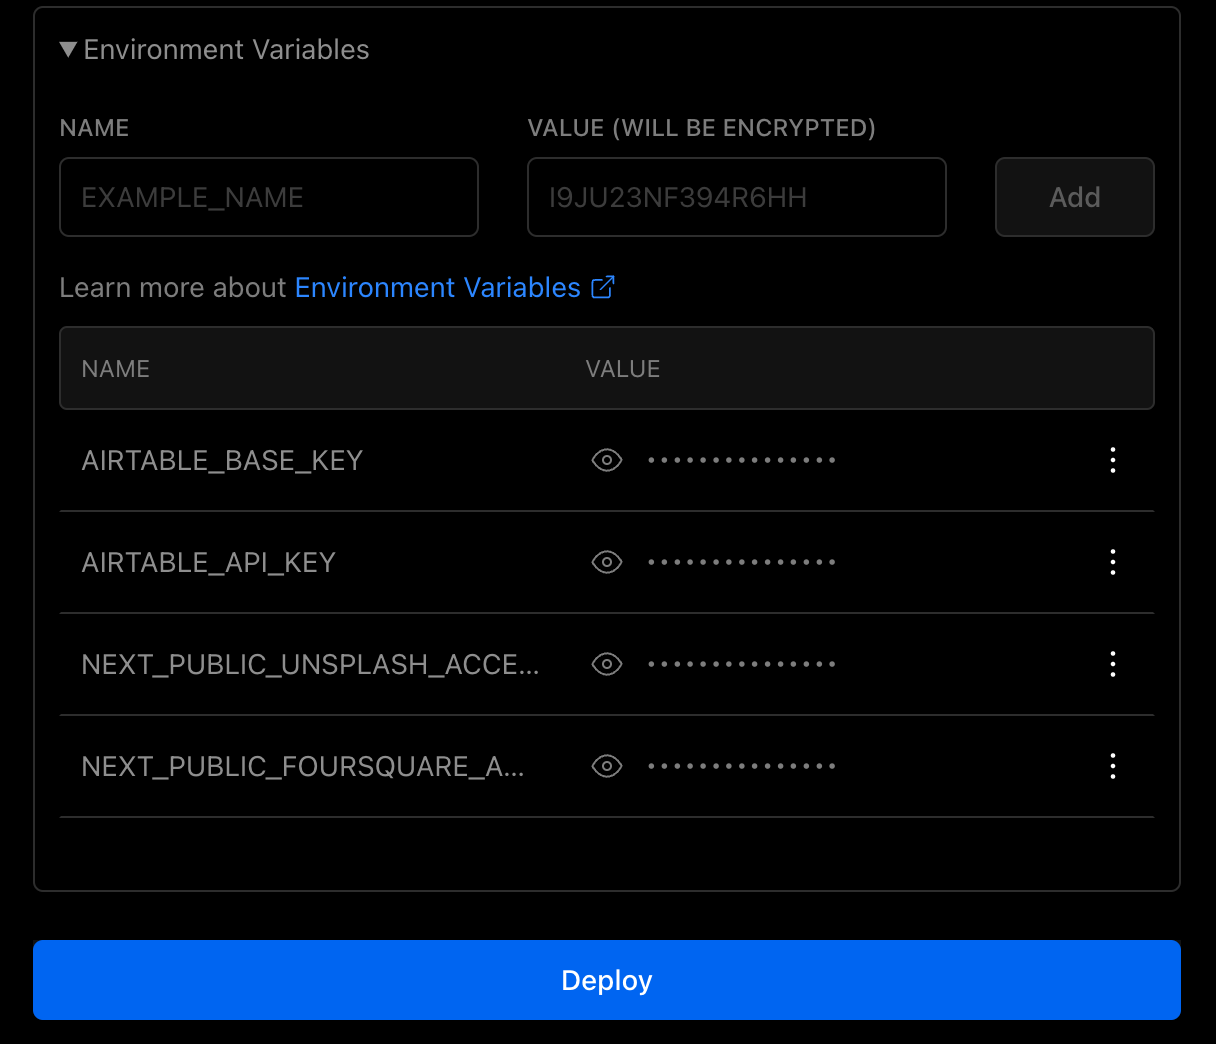 Environment Variables
NAME
VALUE (WILL BE ENCRYPTED)
EXAMPLE_NAME
I9JU23NF394R6HH
Add
Learn more about Environment Variables
NAME VALUE
AIRTABLE_BASE_KEY ···············
AIRTABLE_API_KEY ···············
NEXT_PUBLIC_UNSPLASH_ACCE... ···············
NEXT_PUBLIC_FOURSQUARE_A... ···············
Deploy